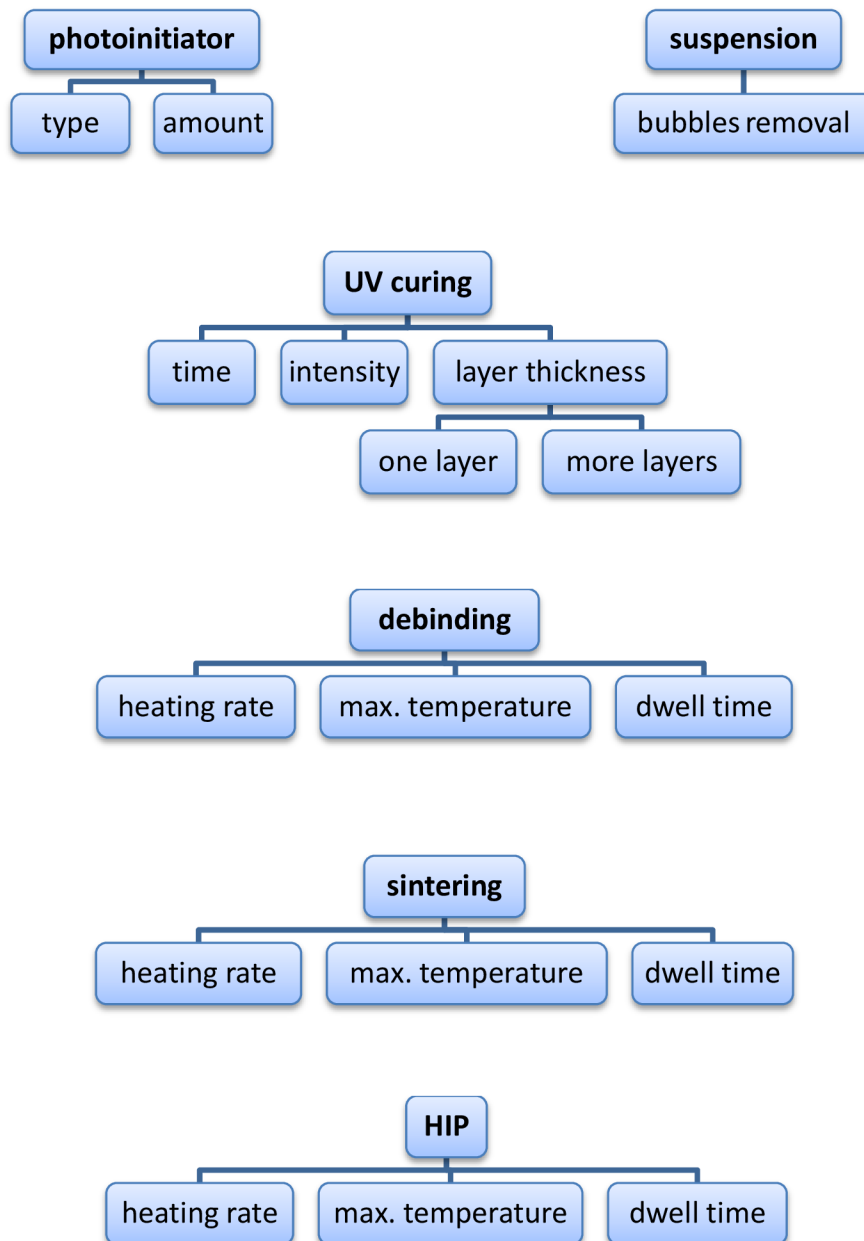 photoinitiator
suspension
type
amount
bubbles removal
UV curing
time
intensity
layer thickness
one layer
more layers
debinding
heating rate
max. temperature
dwell time
sintering
heating rate
max. temperature
dwell time
HIP
heating rate
max. temperature
dwell time